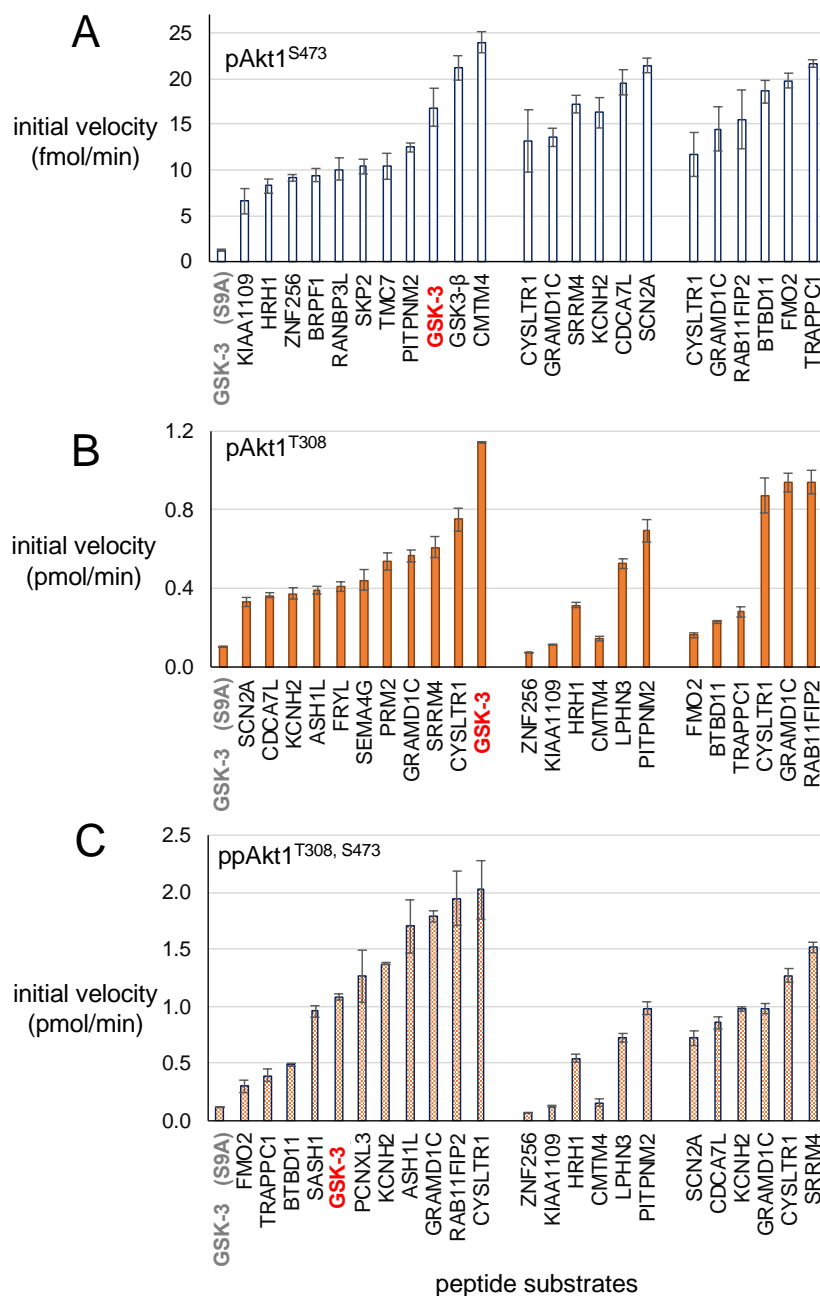 A
pAkt1S473
initial velocity
(fmol/min)
25
20
15
10
5
0
GSK-3 (S9A)
KIAA1109
HRH1
ZNF256
BRPF1
RANBP3L
SKP2
TMC7
PITPNM2
GSK-3
GSK3-β
CMTM4
CYSLTR1
GRAMD1C
SRRM4
KCNH2
CDCA7L
SCN2A
CYSLTR1
GRAMD1C
RAB11FIP2
BTBD11
FMO2
TRAPPC1
B
pAkt1T308
initial velocity
(pmol/min)
1.2
0.8
0.4
0.0
GSK-3 (S9A)
SCN2A
CDCA7L
KCNH2
ASH1L
FRYL
SEMA4G
PRM2
GRAMD1C
SRRM4
CYSLTR1
GSK-3
ZNF256
KIAA1109
HRH1
CMTM4
LPHN3
PITPNM2
FMO2
BTBD11
TRAPPC1
CYSLTR1
GRAMD1C
RAB11FIP2
C
ppAkt1T308, S473
initial velocity
(pmol/min)
2.5
2.0
1.5
1.0
0.5
0.0
GSK-3 (S9A)
FMO2
TRAPPC1
BTBD11
SASH1
GSK-3
PCNXL3
KCNH2
ASH1L
GRAMD1C
RAB11FIP2
CYSLTR1
ZNF256
KIAA1109
HRH1
CMTM4
LPHN3
PITPNM2
SCN2A
CDCA7L
KCNH2
GRAMD1C
CYSLTR1
SRRM4
peptide substrates